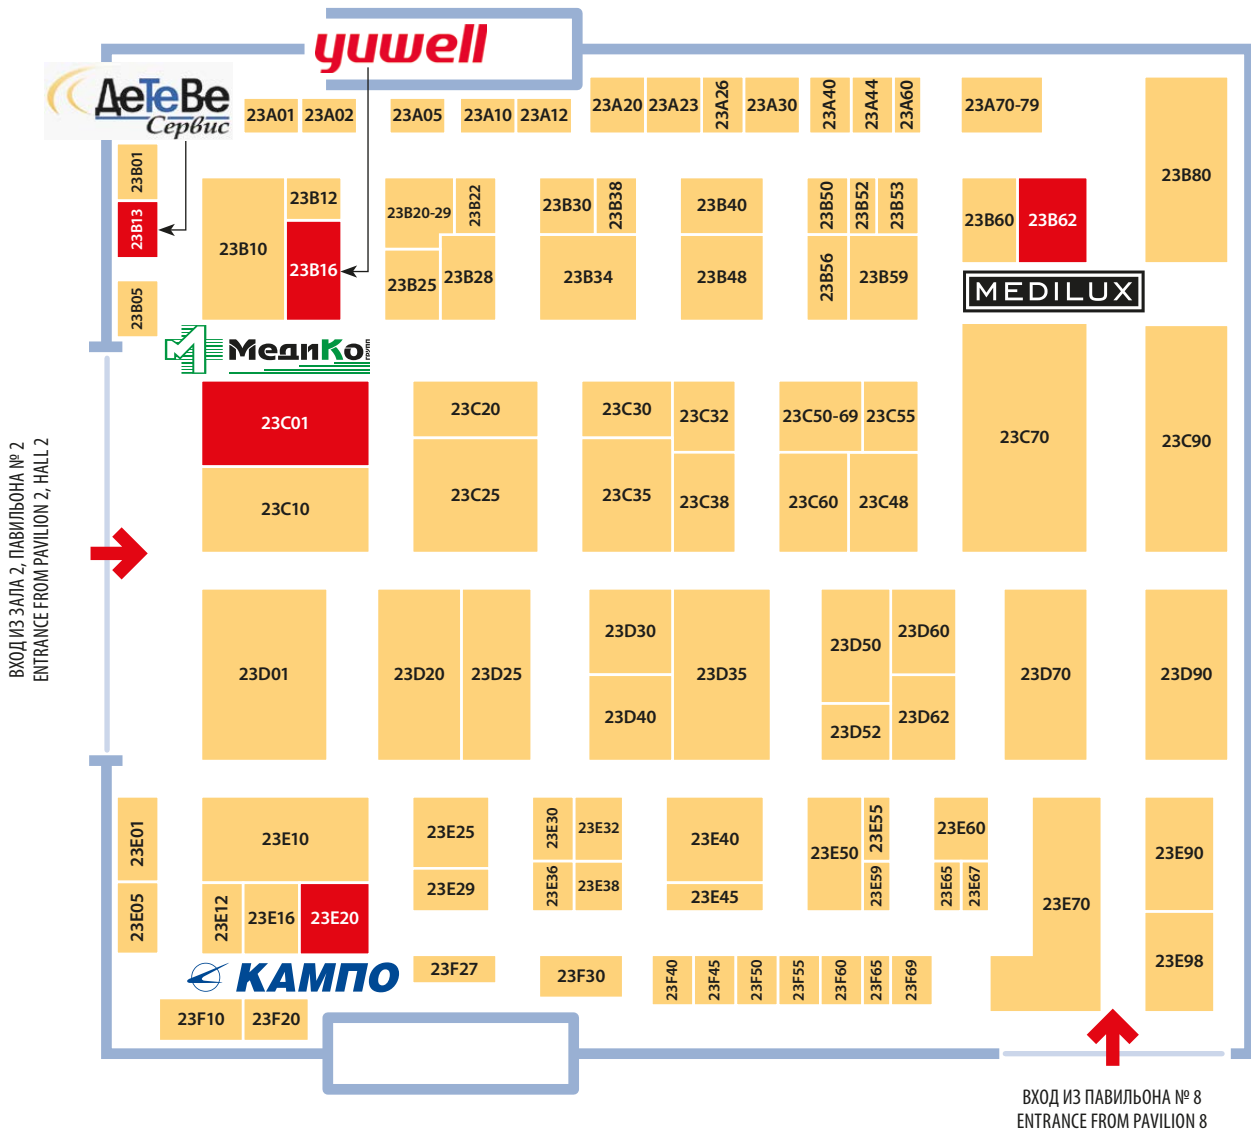 yuwell
ДеТеВе
Сервис
23A01 23A02 23A05 23A10 23A12 23A20 23A23 23A26 23A30 23A40 23A44 23A60 23A70-79
23B01
23B13
23B05
23B10
23B12
23B16
23B20-29
23B22
23B25
23B28
23B30
23B38
23B34
23B40
23B48
23B50
23B52
23B53
23B56
23B59
23B60
23B62
23B80
MEDILUX
МедиКо
ГРУПП
23C01
23C10
23C20
23C25
23C30
23C32
23C35
23C38
23C50-69
23C55
23C60
23C48
23C70
23C90
ВХОД ИЗ ЗАЛА 2, ПАВИЛЬОНА № 2
ENTRANCE FROM PAVILION 2, HALL 2
23D01
23D20
23D25
23D30
23D40
23D35
23D50
23D52
23D60
23D62
23D70
23D90
23E01
23E05
23E10
23E12
23E16
23E20
23E25
23E29
23E30
23E32
23E36
23E38
23E40
23E45
23E50
23E55
23E59
23E60
23E65
23E67
23E70
23E90
23E98
КАМПО
23F10
23F20
23F27
23F30
23F40
23F45
23F50
23F55
23F60
23F65
23F69
ВХОД ИЗ ПАВИЛЬОНА № 8
ENTRANCE FROM PAVILION 8